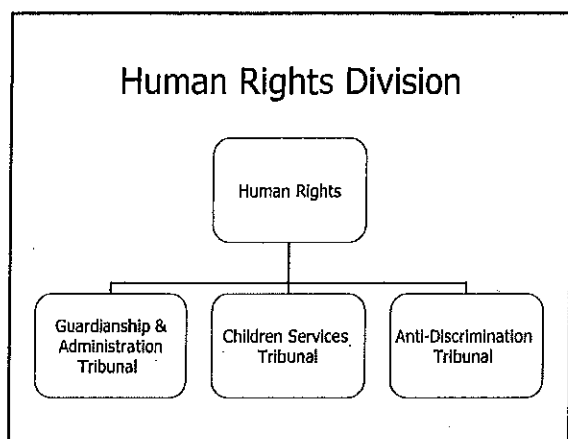 Human Rights Division
Human Rights
Guardianship &
Administration
Tribunal
Children Services
Tribunal
Anti-Discrimination
Tribunal